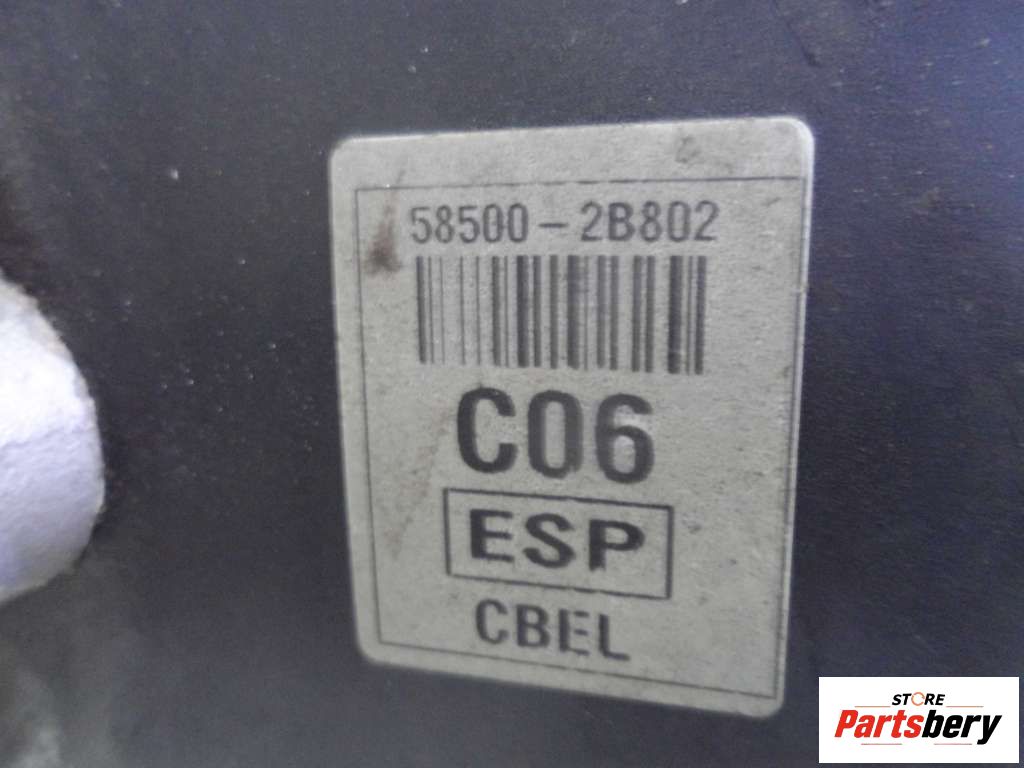 58500-2B802
C06
ESP
CBEL
STORE
Partsbery